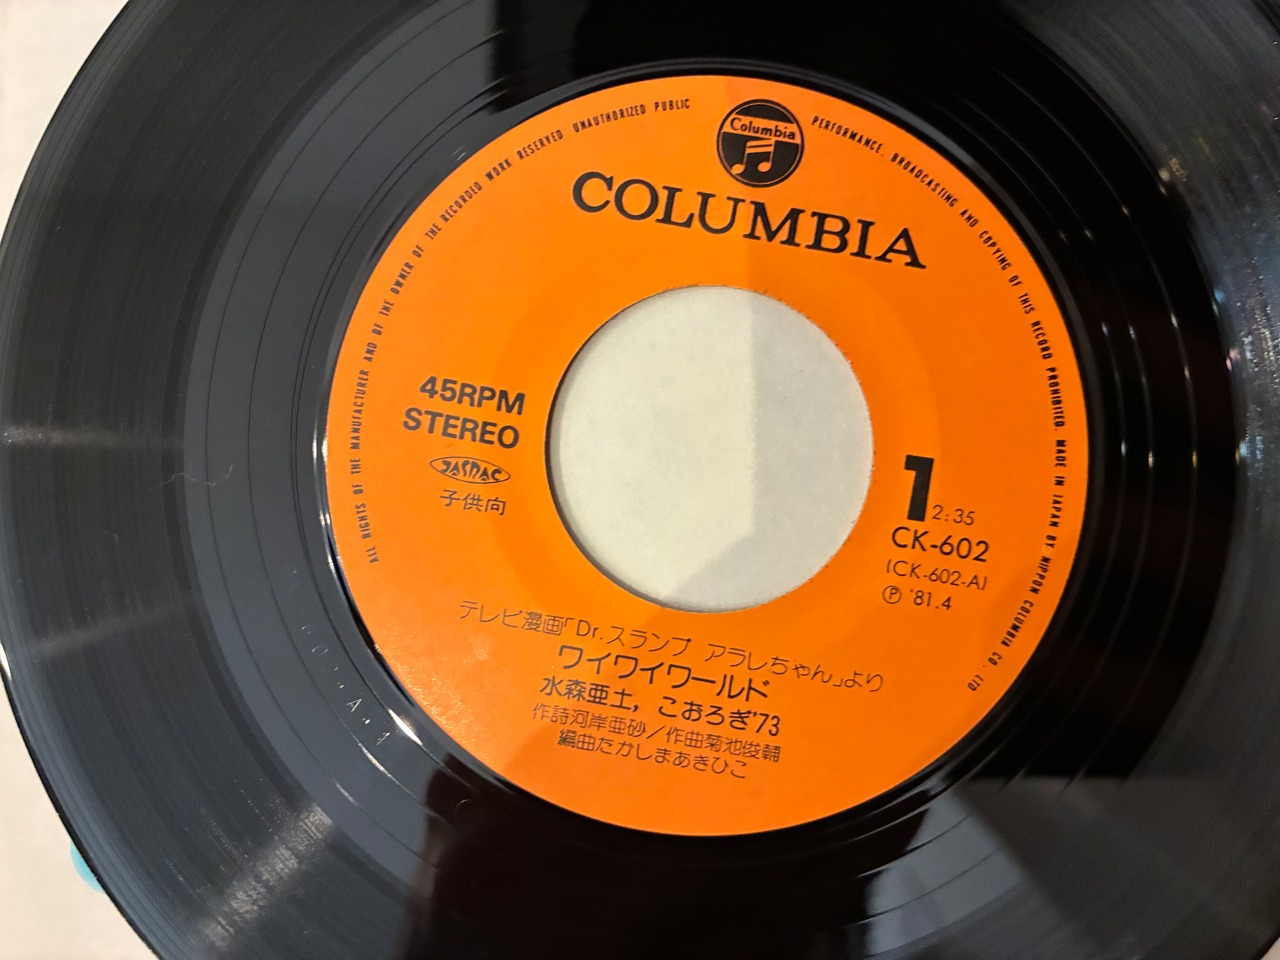 ALL RIGHTS OF THE MANUFACTURER AND OF THE OWNER OF THE RECORDED WORK RESERVED UNAUTHORIZED PUBLIC PERFORMANCE, BROADCASTING AND COPYING OF THIS RECORD PROHIBITED. MADE IN JAPAN BY NIPPON COLUMBIA CO., LTD
Columbia
COLUMBIA
45RPM
STEREO
JASRAC
子供向
1 2:35
CK-602
(CK-602-A)
Ⓟ '81.4
テレビ漫画「Dr.スランプ アラレちゃん」より
ワイワイワールド
水森亜土, こおろぎ'73
作詩河岸亜砂/作曲菊池俊輔
編曲たかしまあきひこ